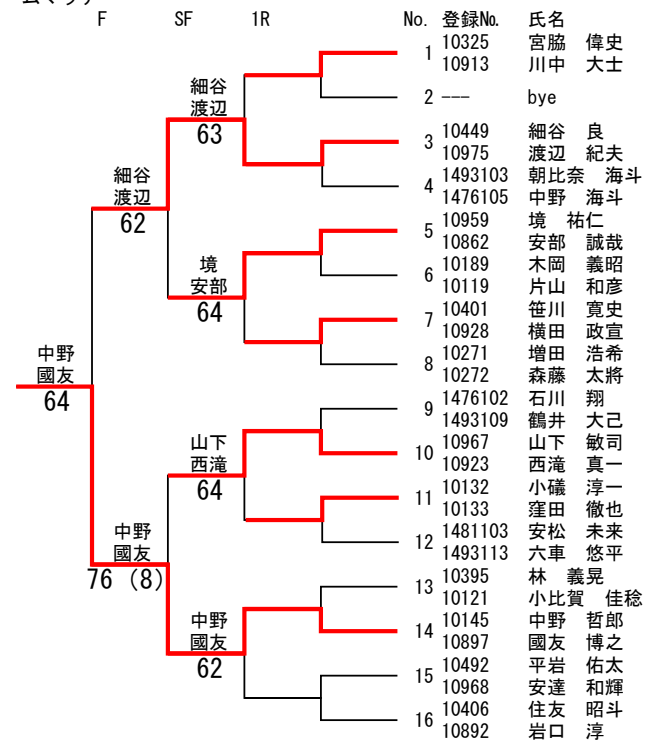 F SF 1R No. 登録No. 氏名
1 10325 宮脇 偉史
10913 川中 大士
2 --- bye
3 10449 細谷 良
10975 渡辺 紀夫
4 1493103 朝比奈 海斗
1476105 中野 海斗
5 10959 境 祐仁
10862 安部 誠哉
6 10189 木岡 義昭
10119 片山 和彦
7 10401 笹川 寛史
10928 横田 政宣
8 10271 増田 浩希
10272 森藤 太將
9 1476102 石川 翔
1493109 鶴井 大己
10 10967 山下 敏司
10923 西滝 真一
11 10132 小礒 淳一
10133 窪田 徹也
12 1481103 安松 未来
1493113 六車 悠平
13 10395 林 義晃
10121 小比賀 佳稔
14 10145 中野 哲郎
10897 國友 博之
15 10492 平岩 佑太
10968 安達 和輝
16 10406 住友 昭斗
10892 岩口 淳
細谷
渡辺
63
境
安部
64
山下
西滝
64
中野
國友
62
細谷
渡辺
62
中野
國友
76 (8)
中野
國友
64